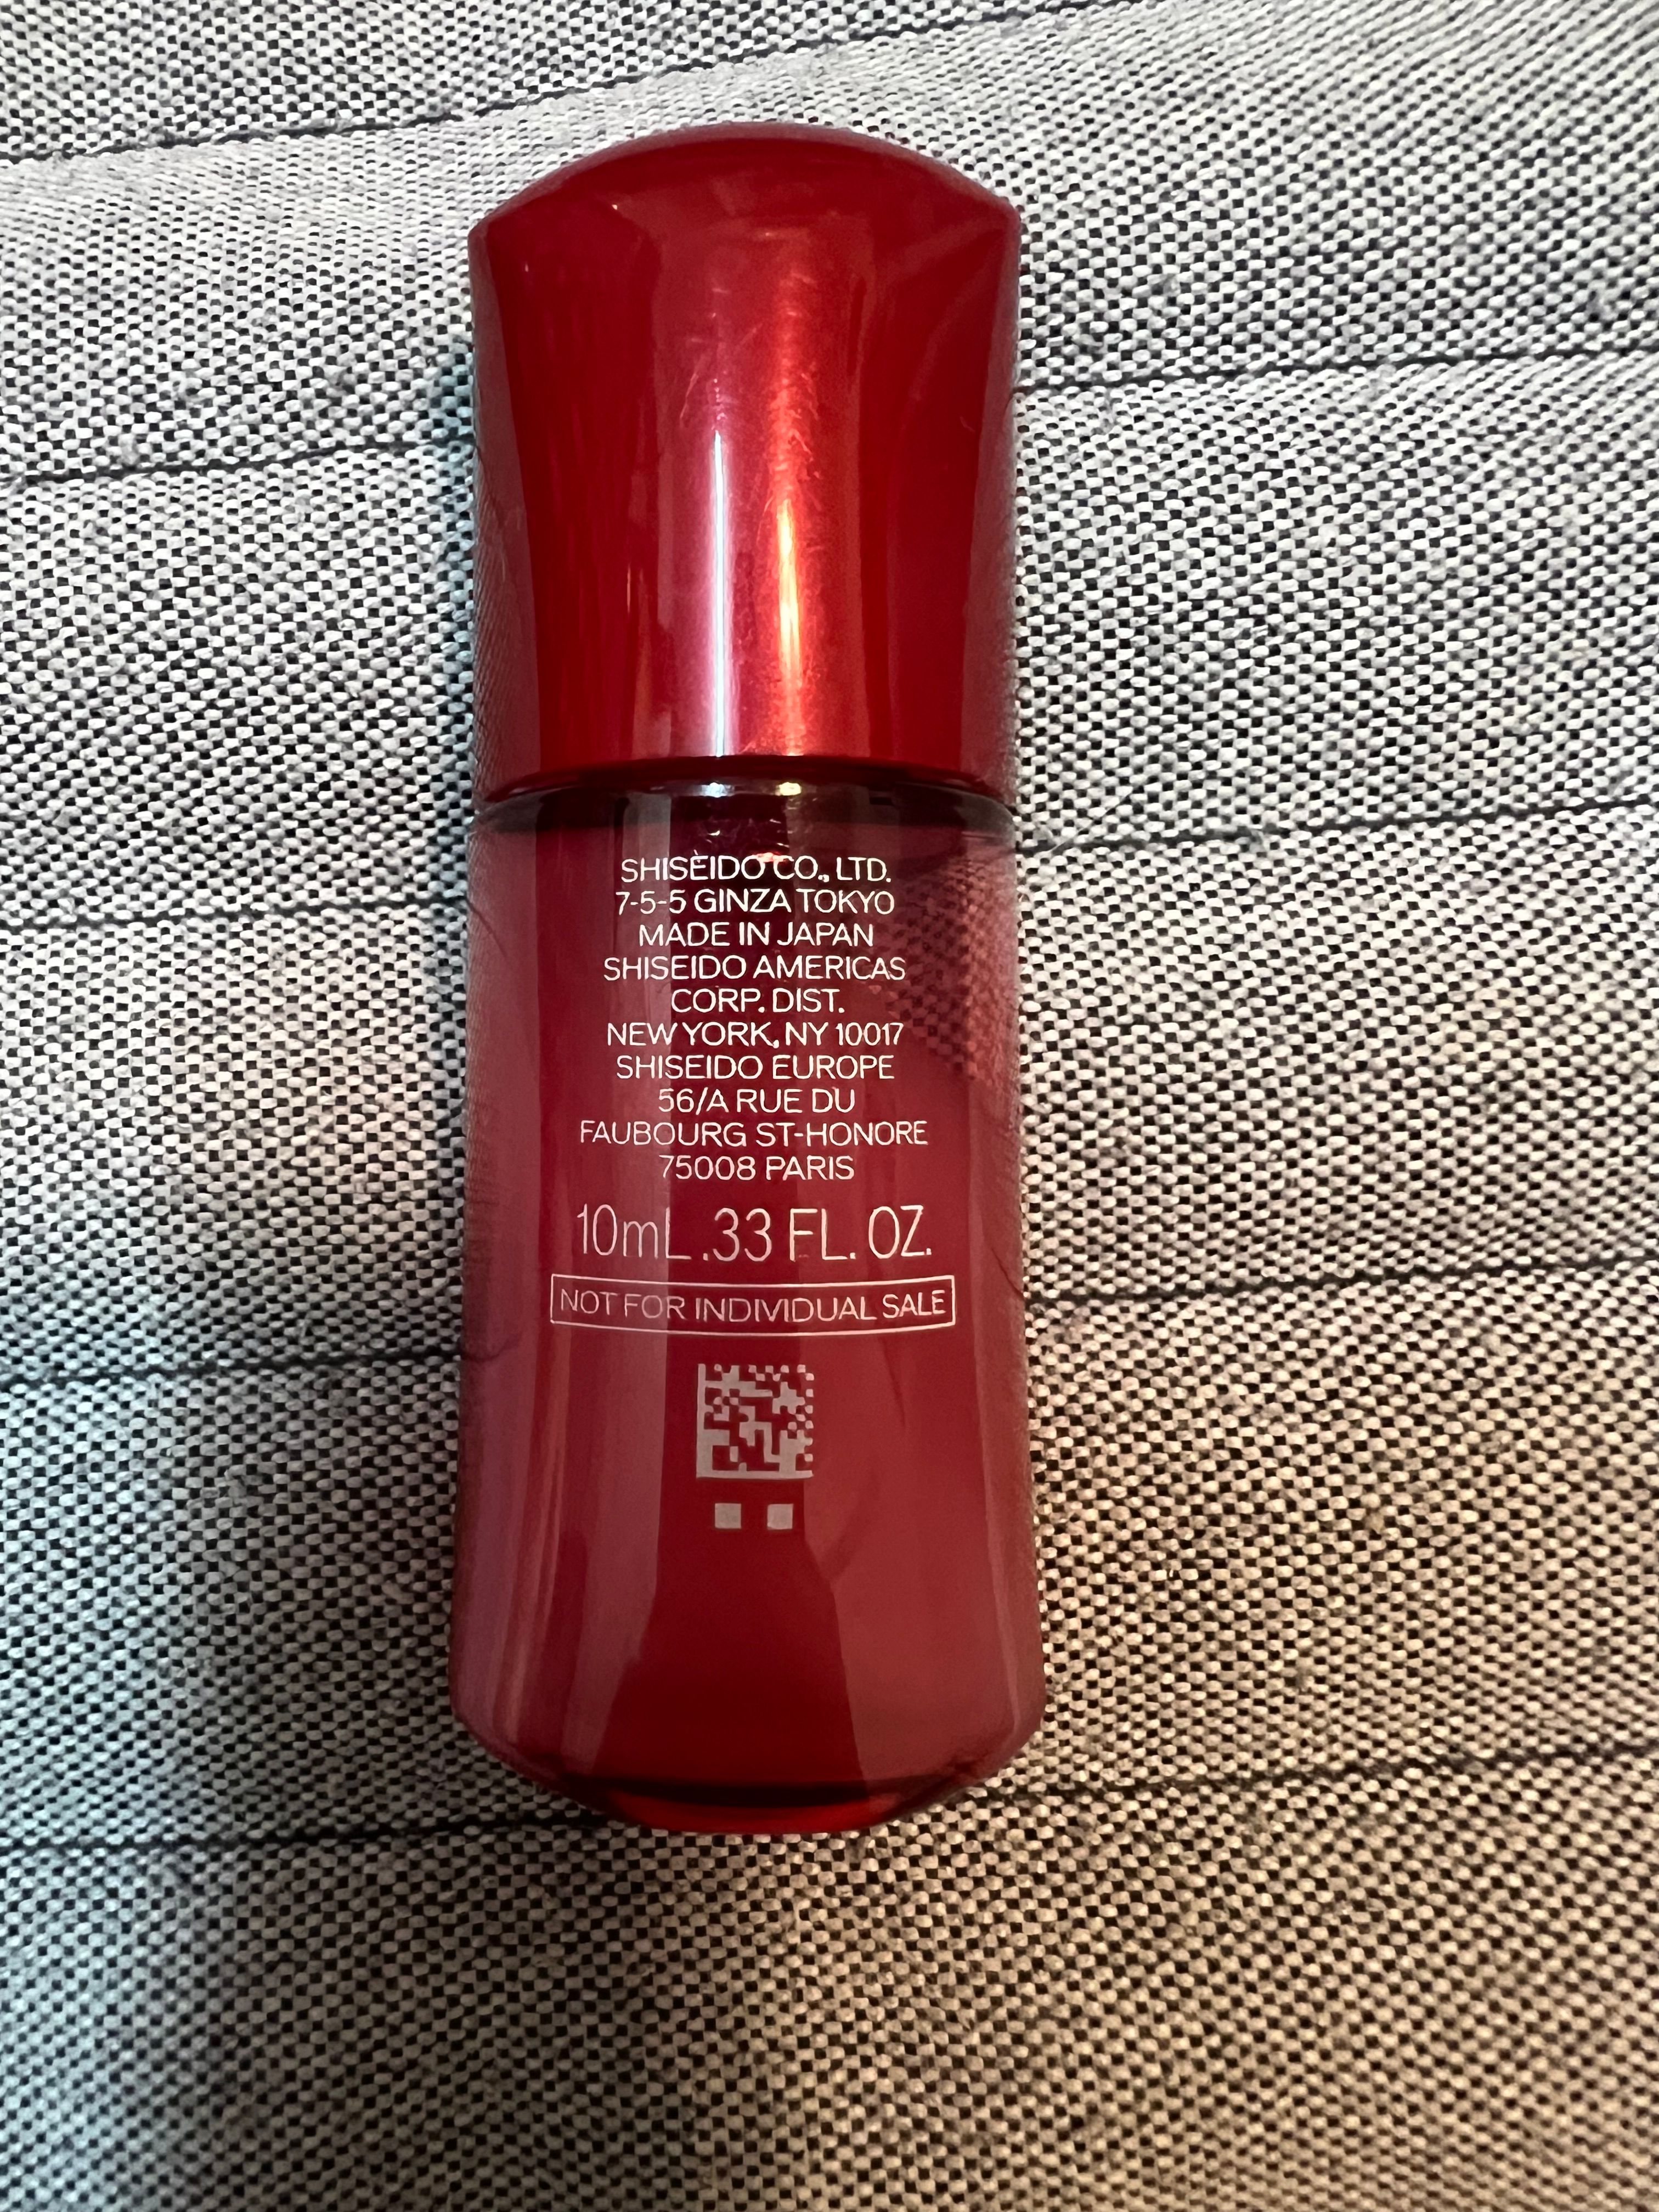 SHISEIDO CO., LTD.
7-5-5 GINZA TOKYO
MADE IN JAPAN
SHISEIDO AMERICAS
CORP. DIST.
NEW YORK, NY 10017
SHISEIDO EUROPE
56/A RUE DU
FAUBOURG ST-HONORE
75008 PARIS
10mL .33 FL. OZ.
NOT FOR INDIVIDUAL SALE